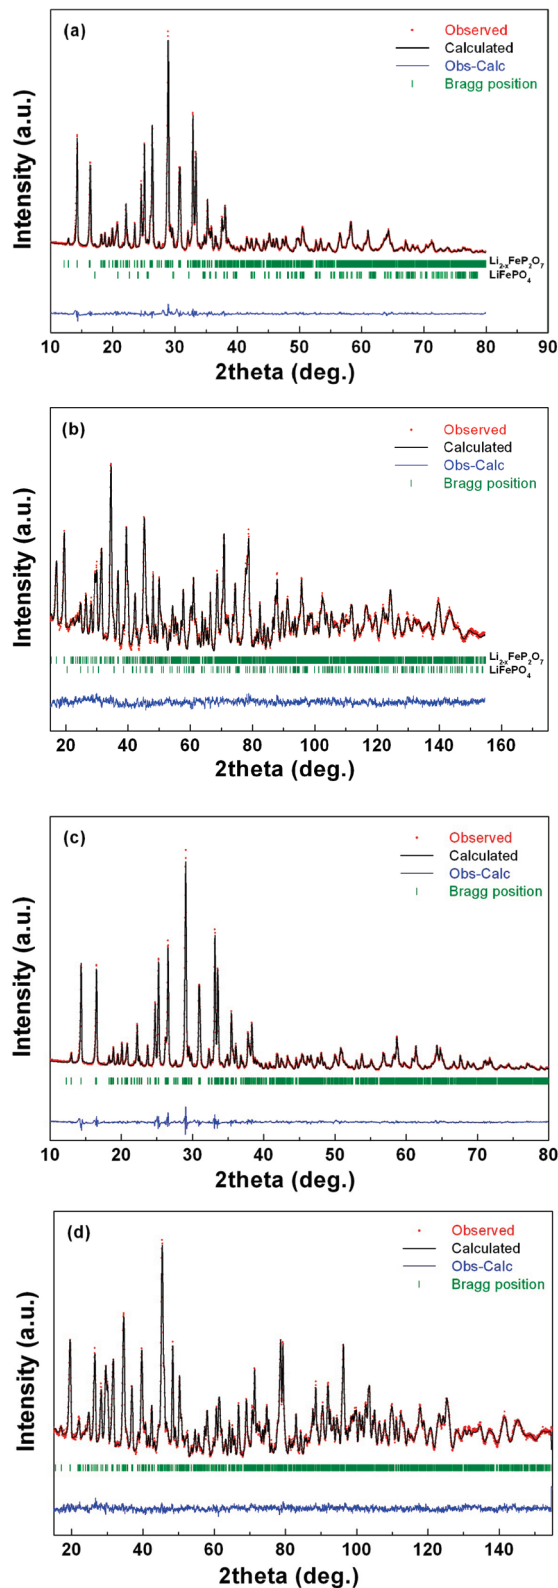 (a)
Observed
Calculated
Obs-Calc
Bragg position
Intensity (a.u.)
Li2-xFeP2O7
LiFePO4
10 20 30 40 50 60 70 80 90
2theta (deg.)
(b)
Observed
Calculated
Obs-Calc
Bragg position
Intensity (a.u.)
Li2-xFeP2O7
LiFePO4
20 40 60 80 100 120 140 160
2theta (deg.)
(c)
Observed
Calculated
Obs-Calc
Bragg position
Intensity (a.u.)
10 20 30 40 50 60 70 80
2theta (deg.)
(d)
Observed
Calculated
Obs-Calc
Bragg position
Intensity (a.u.)
20 40 60 80 100 120 140
2theta (deg.)